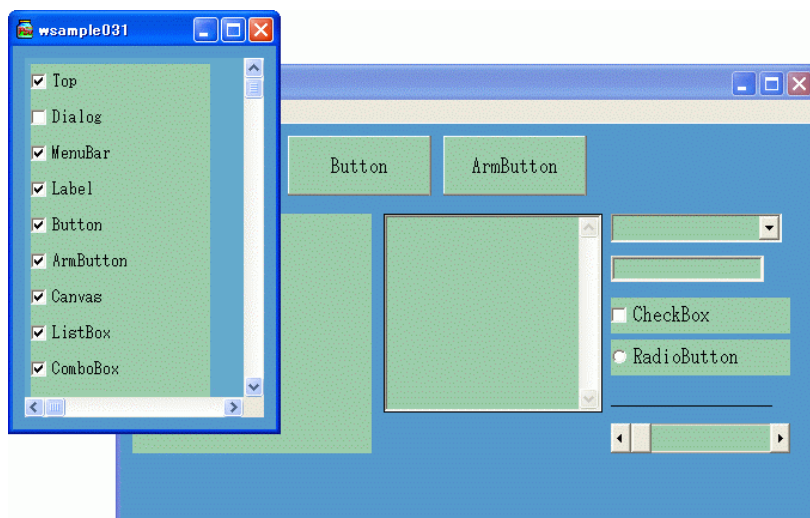 wsample031
Top
Dialog
MenuBar
Label
Button
ArmButton
Canvas
ListBox
ComboBox
Button
ArmButton
CheckBox
RadioButton